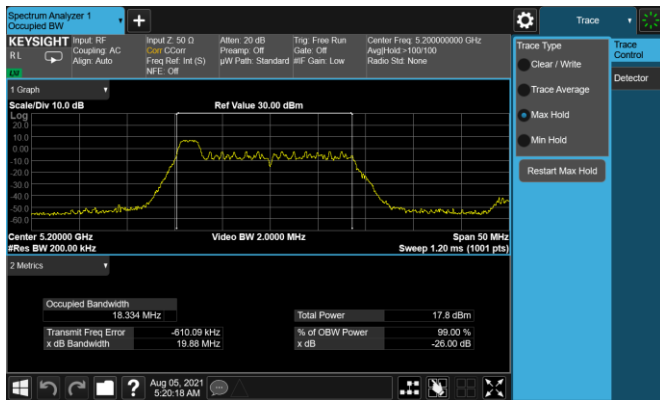 Spectrum Analyzer 1
Occupied BW
Trace
KEYSIGHT
RL
LXI
Input: RF
Coupling: AC
Align: Auto
Input Z: 50 Ω
Corr CCorr
Freq Ref: Int (S)
NFE: Off
Atten: 20 dB
Preamp: Off
µW Path: Standard
Trig: Free Run
Gate: Off
#IF Gain: Low
Center Freq: 5.200000000 GHz
Avg|Hold:>100/100
Radio Std: None
1 Graph
Scale/Div 10.0 dB
Ref Value 30.00 dBm
Log
20.0
10.0
0.00
-10.0
-20.0
-30.0
-40.0
-50.0
-60.0
Center 5.20000 GHz
#Res BW 200.00 kHz
Video BW 2.0000 MHz
Span 50 MHz
Sweep 1.20 ms (1001 pts)
2 Metrics
Occupied Bandwidth
18.334 MHz
Total Power 17.8 dBm
Transmit Freq Error -610.09 kHz
% of OBW Power 99.00 %
x dB Bandwidth 19.88 MHz
x dB -26.00 dB
?
Aug 05, 2021
5:20:18 AM
Trace Type
Clear / Write
Trace Average
Max Hold
Min Hold
Restart Max Hold
Trace
Control
Detector